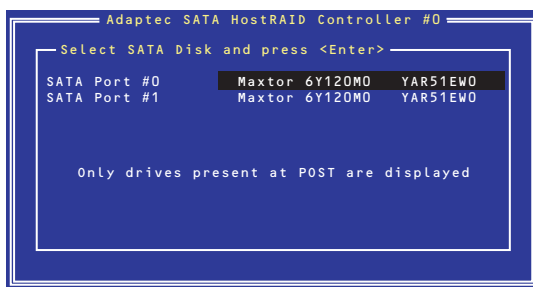 Adaptec SATA HostRAID Controller #0
Select SATA Disk and press <Enter>
SATA Port #0 Maxtor 6Y120M0 YAR51EW0
SATA Port #1 Maxtor 6Y120M0 YAR51EW0
Only drives present at POST are displayed